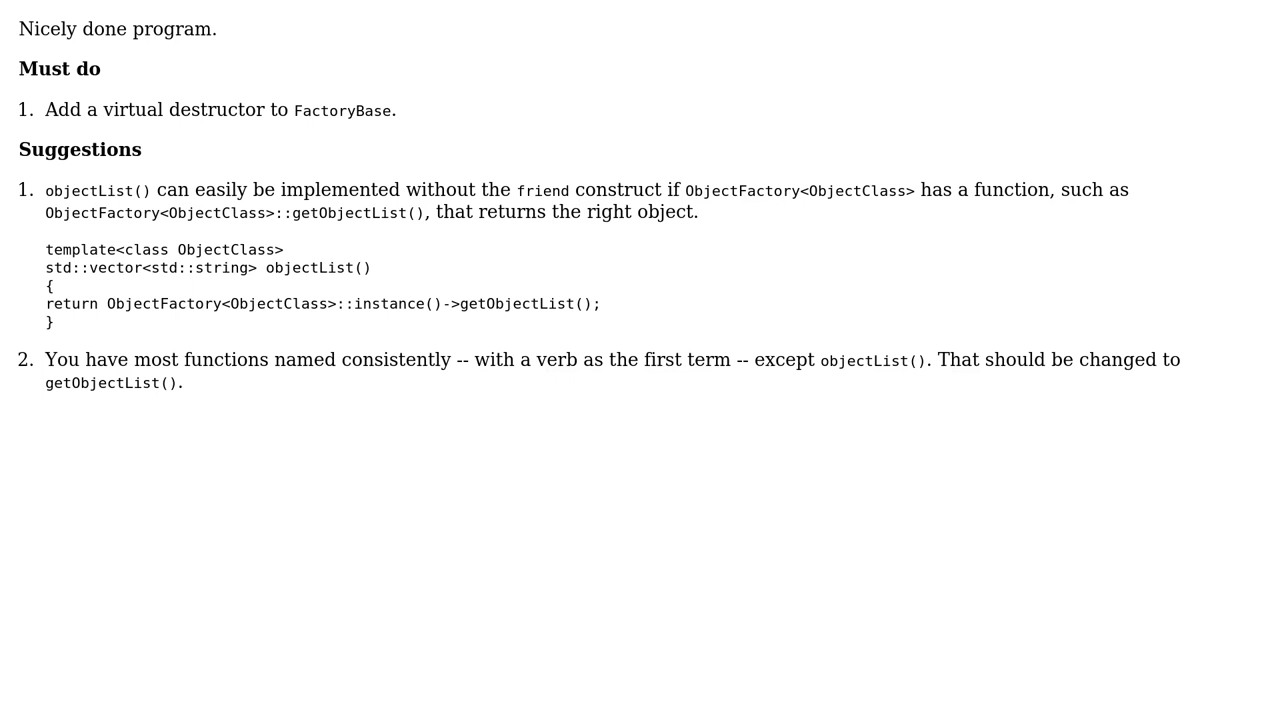 Nicely done program.
Must do
1. Add a virtual destructor to FactoryBase.
Suggestions
1. objectList() can easily be implemented without the friend construct if ObjectFactory<ObjectClass> has a function, such as
ObjectFactory<ObjectClass>::getObjectList(), that returns the right object.
template<class ObjectClass>
std::vector<std::string> objectList()
{
return ObjectFactory<ObjectClass>::instance()->getObjectList();
}
2. You have most functions named consistently -- with a verb as the first term -- except objectList(). That should be changed to
getObjectList().